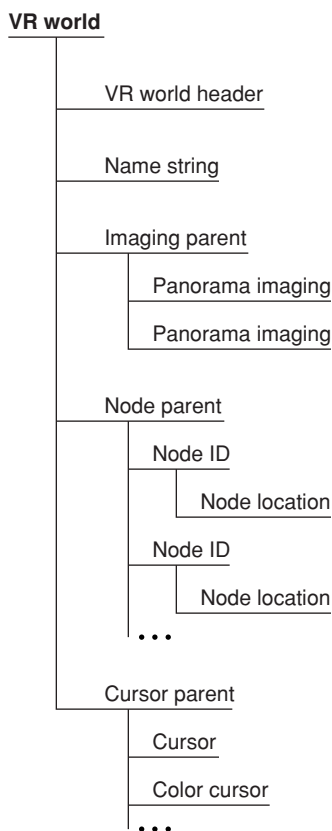 VR world
VR world header
Name string
Imaging parent
Panorama imaging
Panorama imaging
Node parent
Node ID
Node location
Node ID
Node location
• • •
Cursor parent
Cursor
Color cursor
• • •